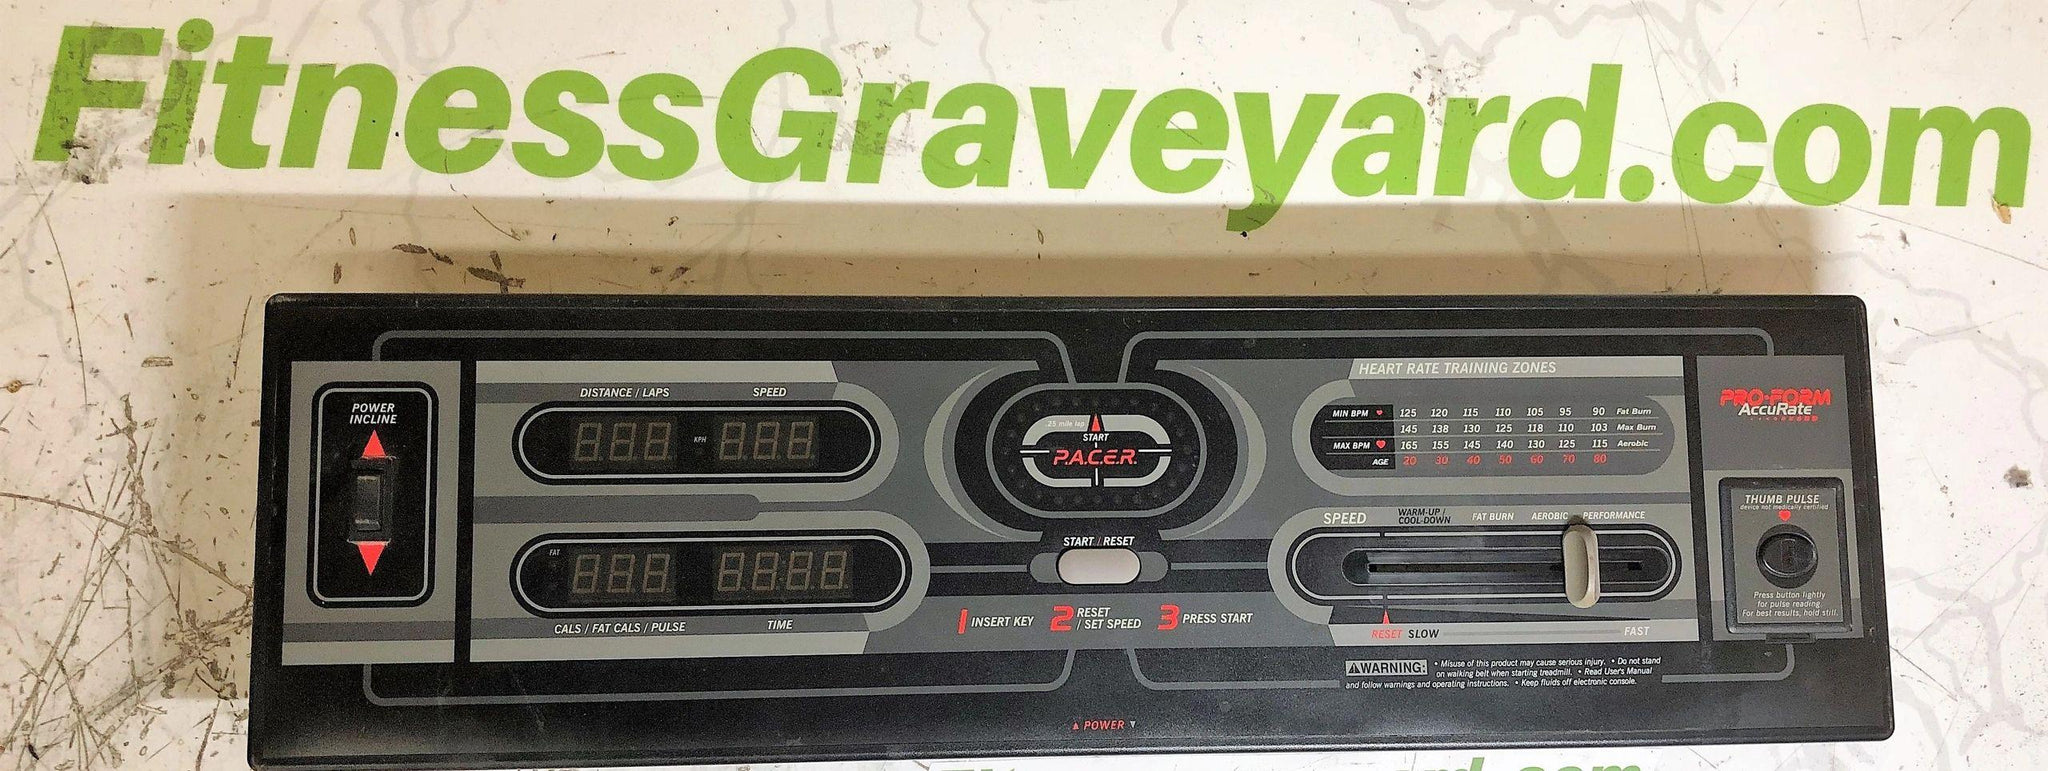 FitnessGraveyard.com
POWER
INCLINE
DISTANCE / LAPS SPEED
KPH
FAT
CALS / FAT CALS / PULSE TIME
.25 mile lap
START
P.A.C.E.R.
START / RESET
1 INSERT KEY 2 RESET / SET SPEED 3 PRESS START
HEART RATE TRAINING ZONES
MIN BPM 125 120 115 110 105 95 90 Fat Burn
145 138 130 125 118 110 103 Max Burn
MAX BPM 165 155 145 140 130 125 115 Aerobic
AGE 20 30 40 50 60 70 80
SPEED WARM-UP / COOL-DOWN FAT BURN AEROBIC PERFORMANCE
RESET SLOW FAST
WARNING: • Misuse of this product may cause serious injury. • Do not stand
on walking belt when starting treadmill. • Read User's Manual
and follow warnings and operating instructions. • Keep fluids off electronic console.
PRO-FORM
AccuRate
THUMB PULSE
device not medically certified
Press button lightly
for pulse reading.
For best results, hold still.
POWER